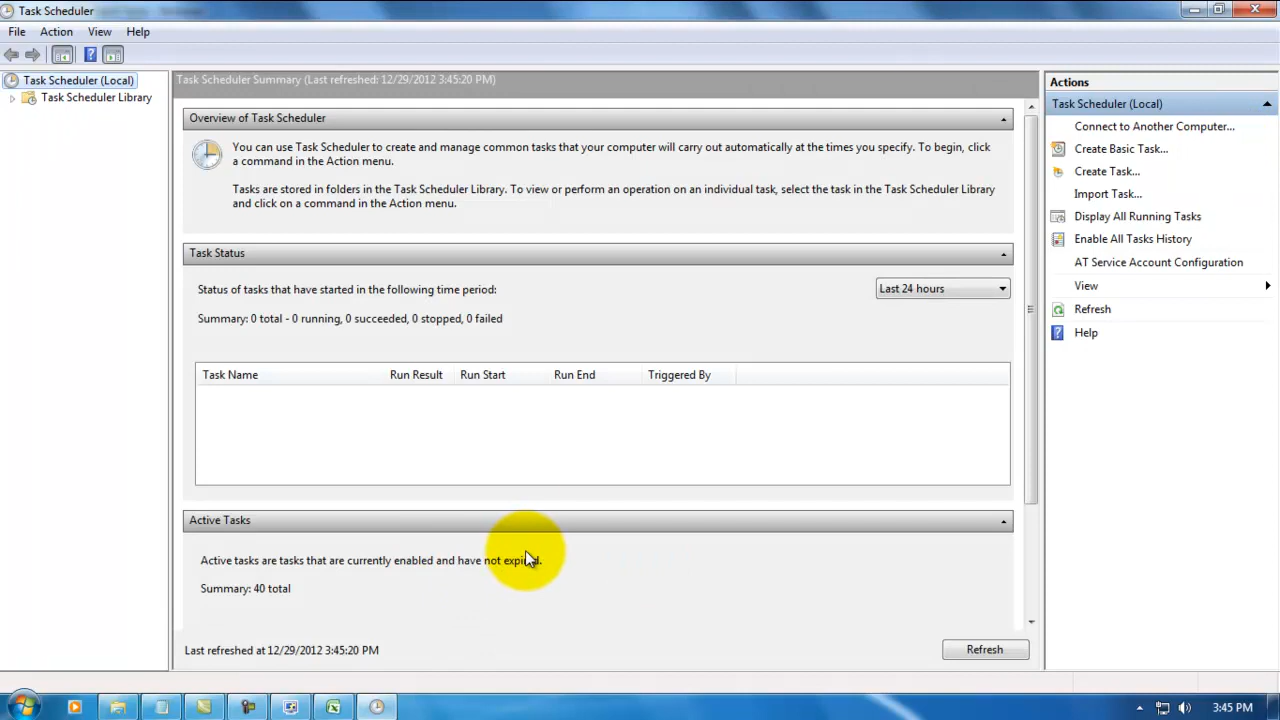 Task Scheduler
File Action View Help
Task Scheduler (Local)
Task Scheduler Library
Task Scheduler Summary (Last refreshed: 12/29/2012 3:45:20 PM)
Overview of Task Scheduler
You can use Task Scheduler to create and manage common tasks that your computer will carry out automatically at the times you specify. To begin, click
a command in the Action menu.
Tasks are stored in folders in the Task Scheduler Library. To view or perform an operation on an individual task, select the task in the Task Scheduler Library
and click on a command in the Action menu.
Task Status
Status of tasks that have started in the following time period:
Last 24 hours
Summary: 0 total - 0 running, 0 succeeded, 0 stopped, 0 failed
Task Name Run Result Run Start Run End Triggered By
Active Tasks
Active tasks are tasks that are currently enabled and have not expired.
Summary: 40 total
Last refreshed at 12/29/2012 3:45:20 PM
Refresh
Actions
Task Scheduler (Local)
Connect to Another Computer...
Create Basic Task...
Create Task...
Import Task...
Display All Running Tasks
Enable All Tasks History
AT Service Account Configuration
View
Refresh
Help
3:45 PM